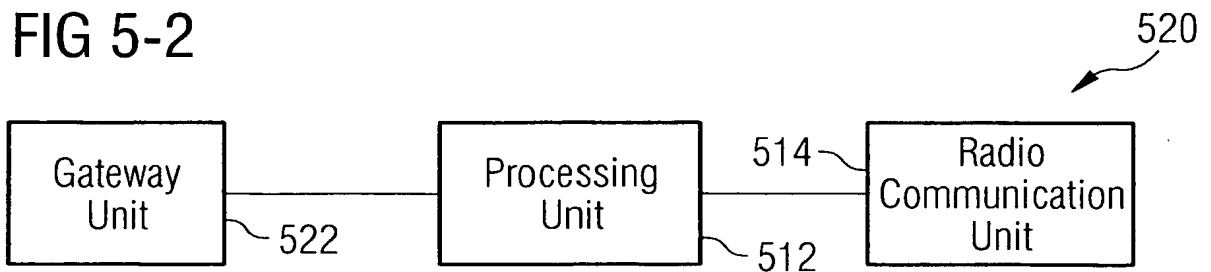 FIG 5-2
520
Gateway
Unit
522
Processing
Unit
512
514
Radio
Communication
Unit